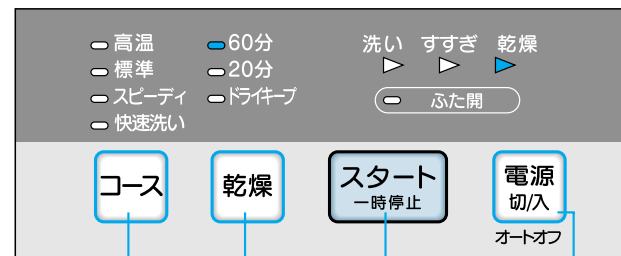 高温 60分 洗い すすぎ 乾燥
標準 20分
スピーディ ドライキープ ふた開
快速洗い
コース 乾燥 スタート 電源
一時停止 切/入
オートオフ